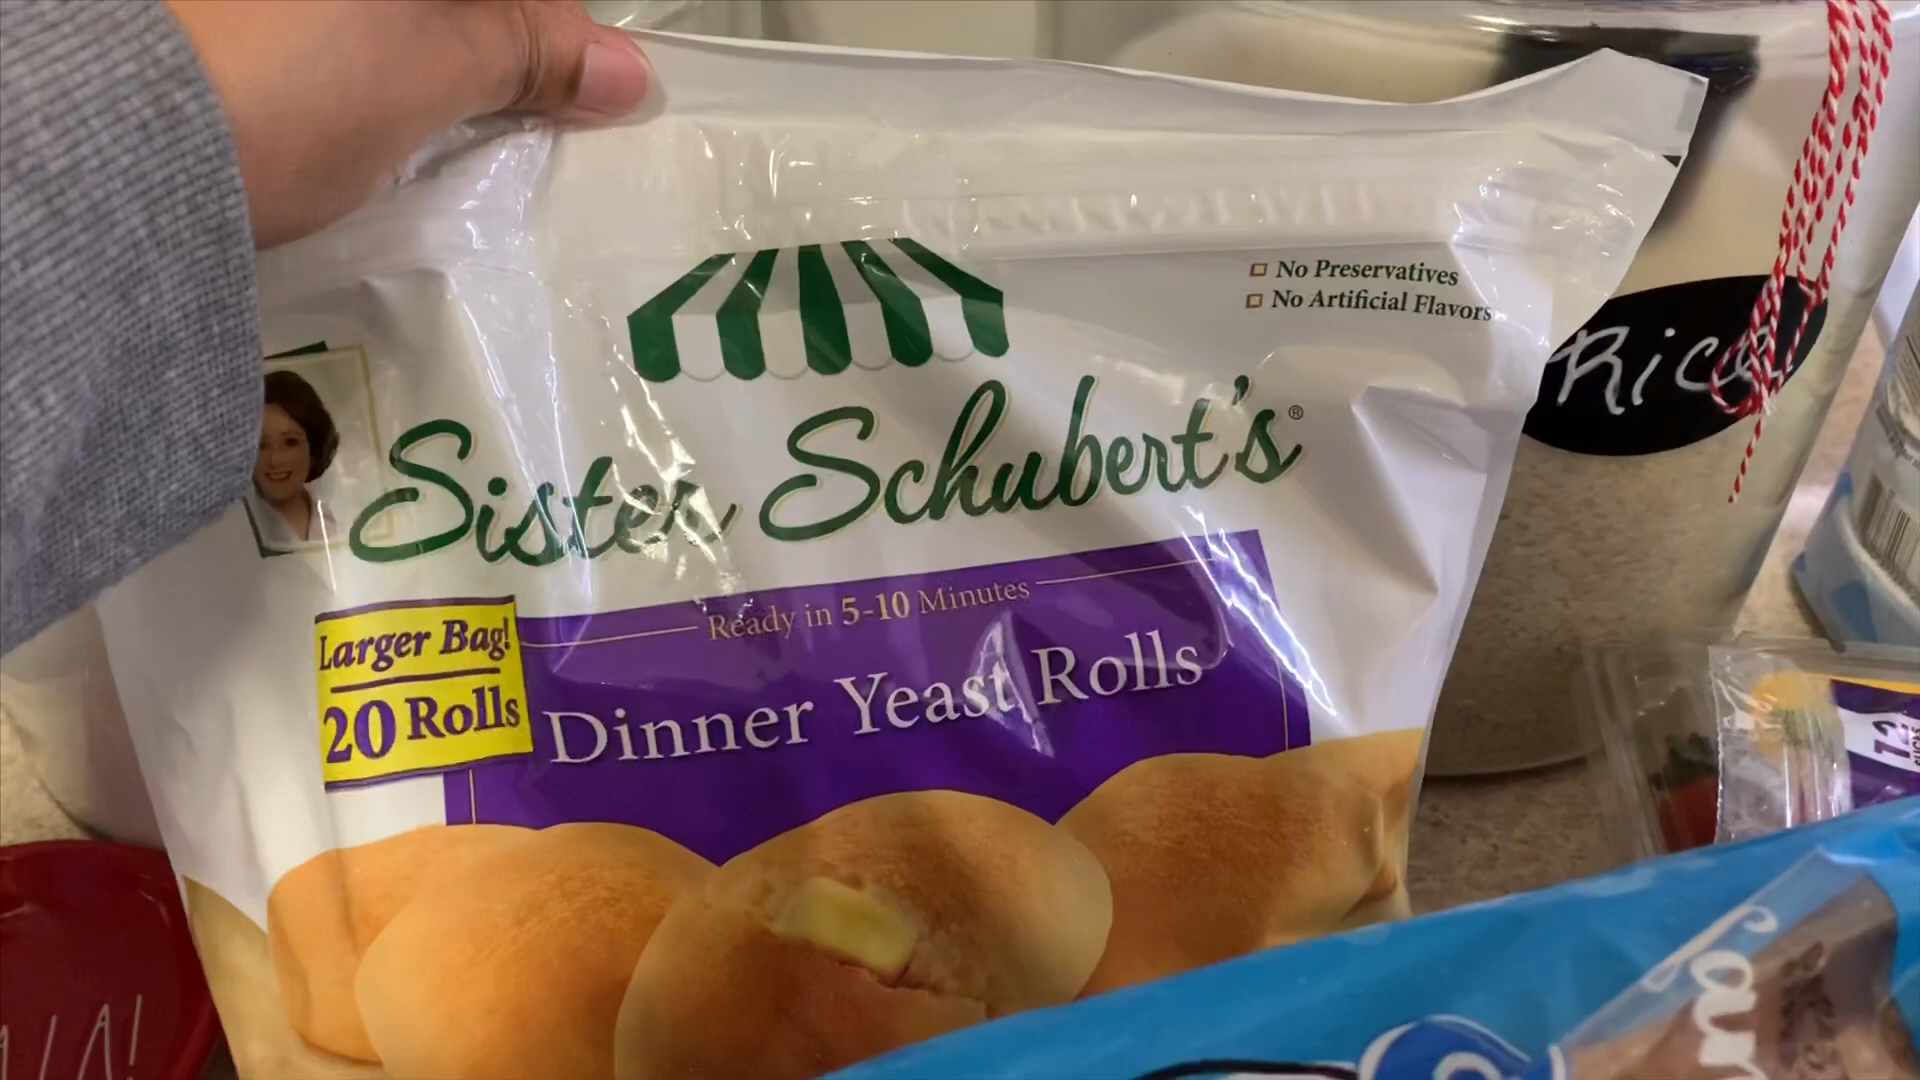 No Preservatives
No Artificial Flavors
Sister Schubert's®
Ready in 5-10 Minutes
Larger Bag!
20 Rolls
Dinner Yeast Rolls
Rice
12